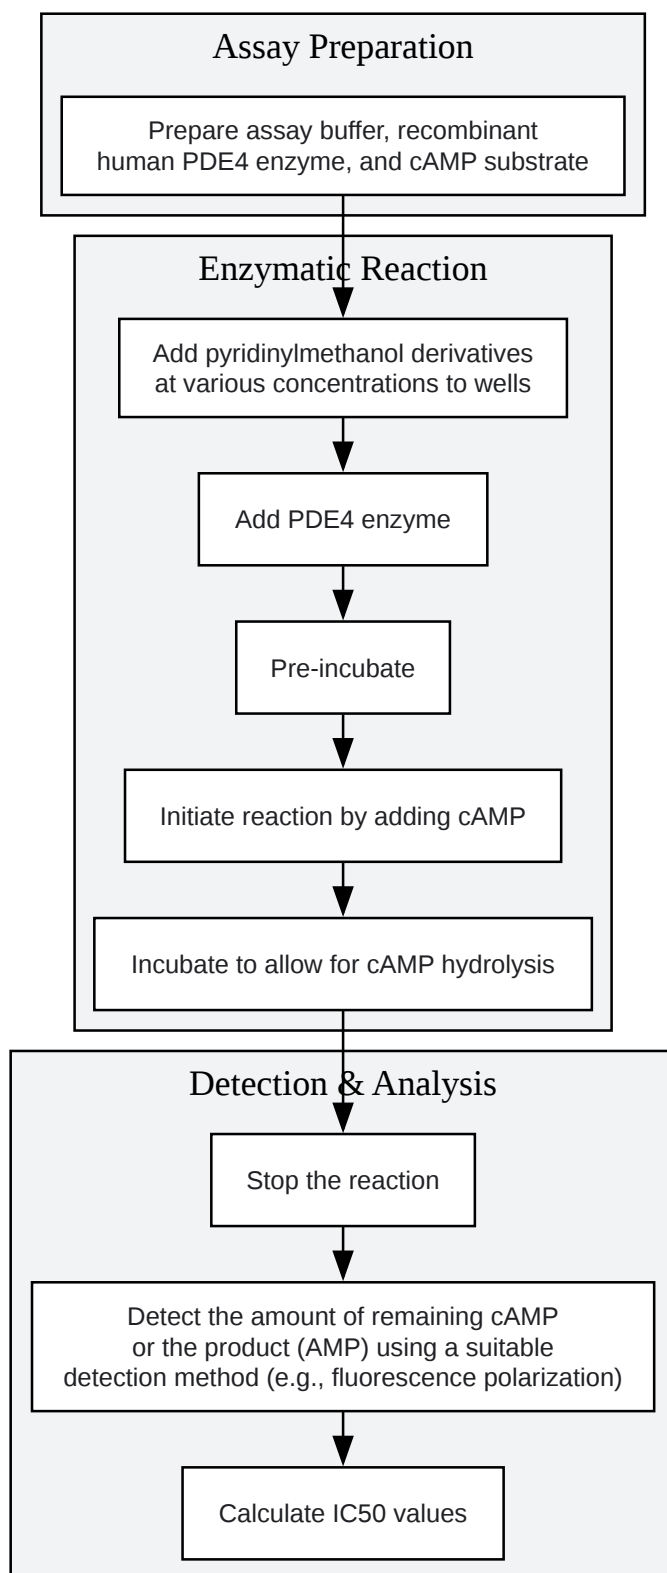 Assay Preparation
Prepare assay buffer, recombinant
human PDE4 enzyme, and cAMP substrate
Enzymatic Reaction
Add pyridinylmethanol derivatives
at various concentrations to wells
Add PDE4 enzyme
Pre-incubate
Initiate reaction by adding cAMP
Incubate to allow for cAMP hydrolysis
Detection & Analysis
Stop the reaction
Detect the amount of remaining cAMP
or the product (AMP) using a suitable
detection method (e.g., fluorescence polarization)
Calculate IC50 values